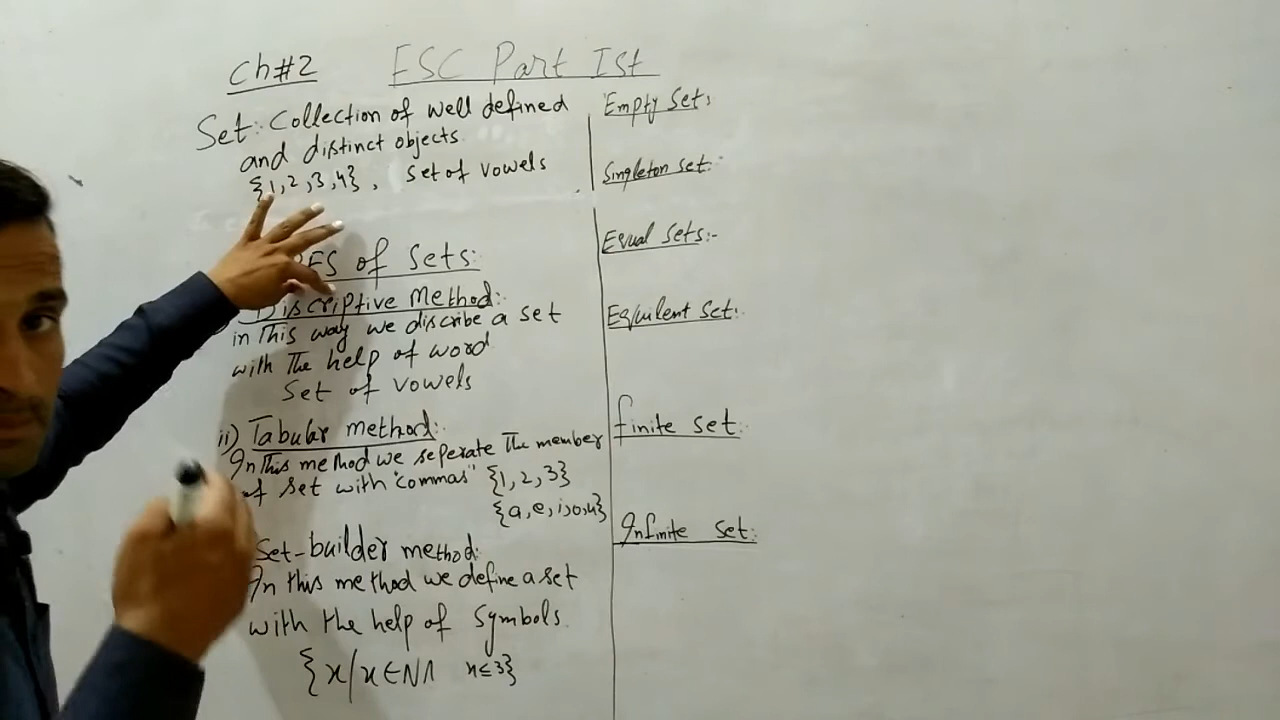 Ch#2 FSC Part Ist
Set: Collection of well defined
and distinct objects
{1,2,3,4}, set of vowels
of Sets:
Discriptive Method:
in this way we discribe a set
with the help of word
Set of vowels
ii) Tabular method:
In this method we seperate the member
of set with "commas" {1,2,3}
{a,e,i,o,u}
Set-builder method:
In this method we define a set
with the help of symbols.
{x/x∈N∧ x≤3}
Empty Set:
Singleton set:
Equal Sets:-
Equilent Set:
finite set:
Infinite set: